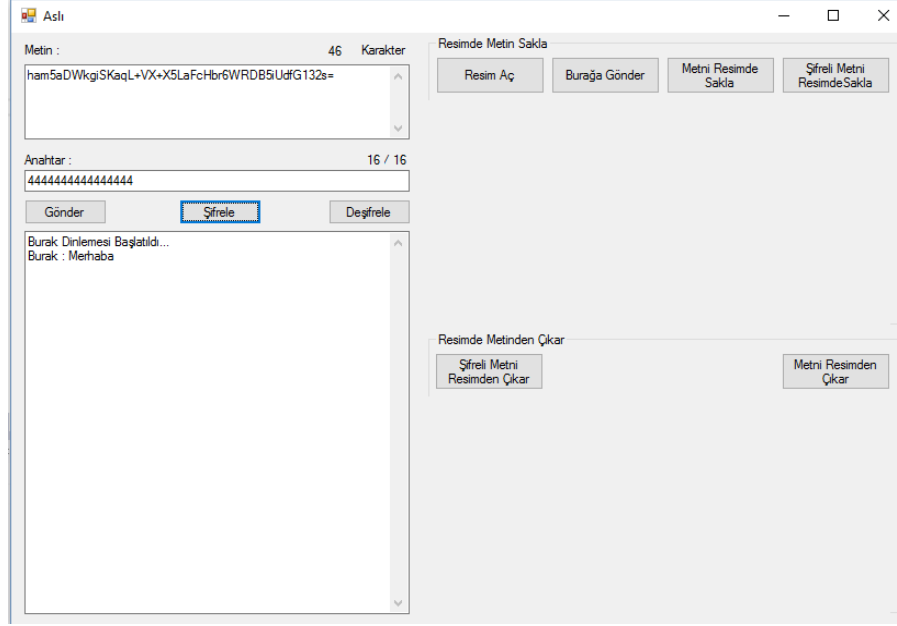 Aslı
Metin :
46 Karakter
ham5aDWkgiSKaqL+VX+X5LaFcHbr6WRDB5iUdfG132s=
Anahtar :
16 / 16
4444444444444444
Gönder
Şifrele
Deşifrele
Burak Dinlemesi Başlatıldı...
Burak : Merhaba
Resimde Metin Sakla
Resim Aç
Burağa Gönder
Metni Resimde
Sakla
Şifreli Metni
ResimdeSakla
Resimde Metinden Çıkar
Şifreli Metni
Resimden Çıkar
Metni Resimden
Çıkar